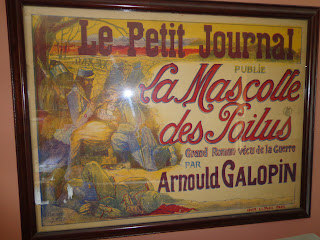 Le Petit Journal
PUBLIE
La Mascotte
des Poilus
Grand Roman vécu de la Guerre
PAR
Arnould GALOPIN